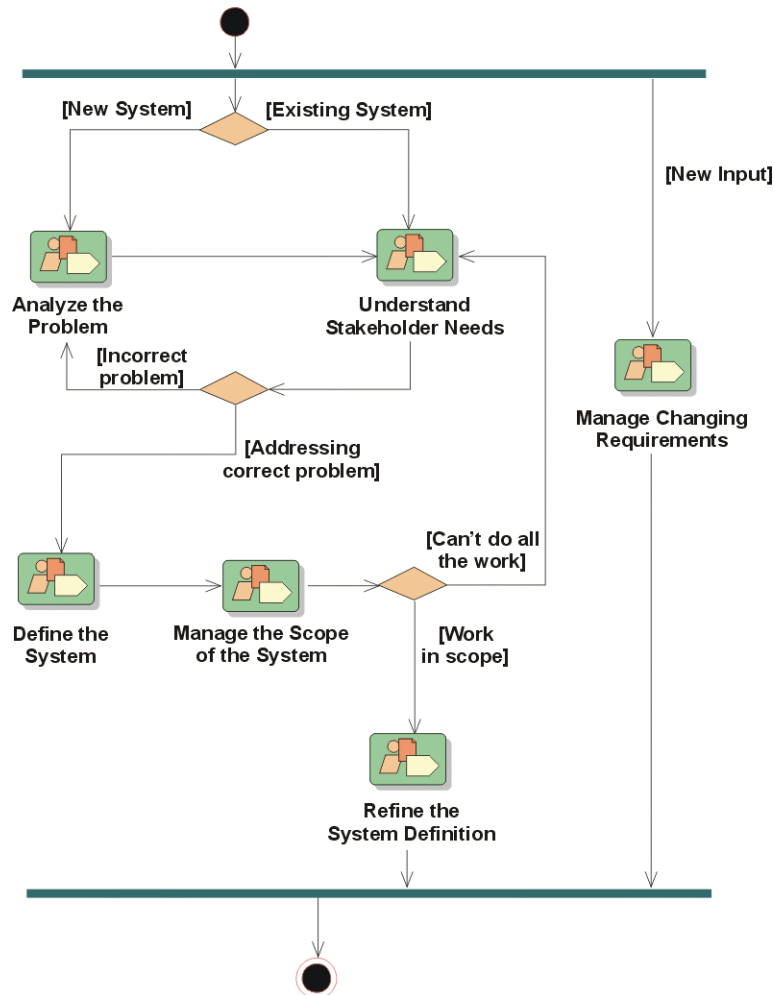 [New System]
[Existing System]
[New Input]
Analyze the
Problem
Understand
Stakeholder Needs
[Incorrect
problem]
Manage Changing
Requirements
[Addressing
correct problem]
[Can't do all
the work]
Define the
System
Manage the Scope
of the System
[Work
in scope]
Refine the
System Definition